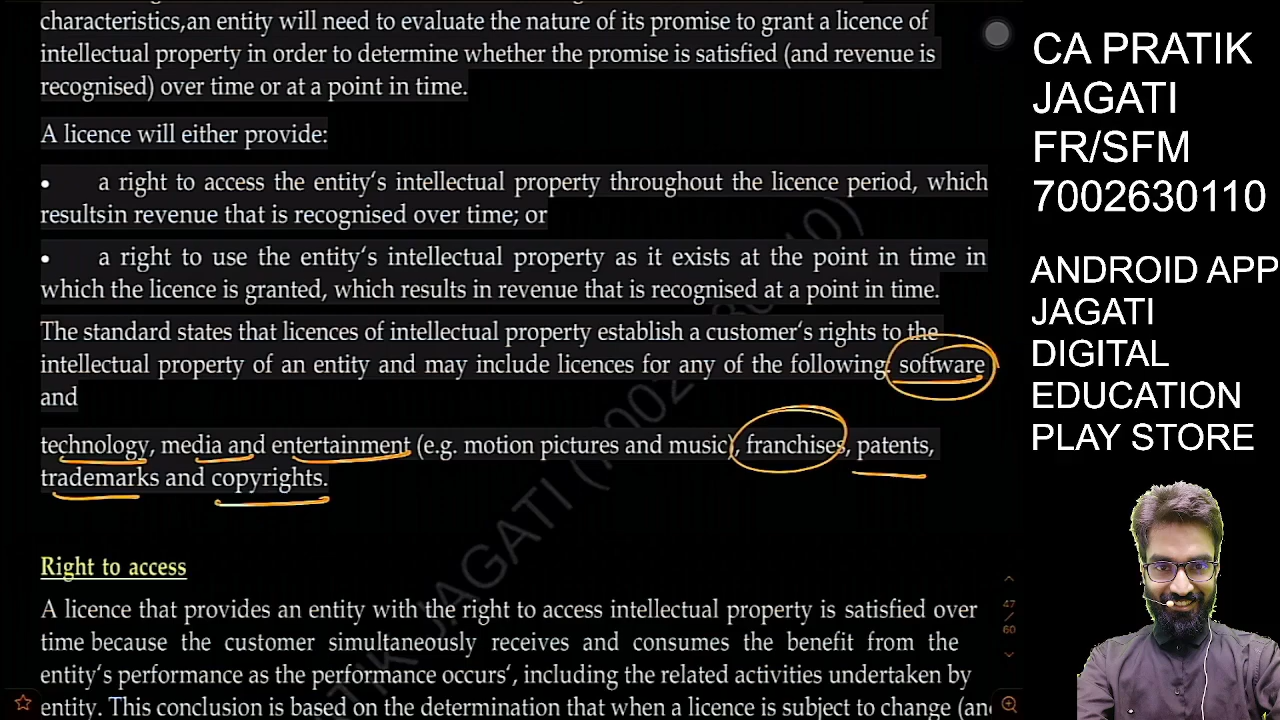 characteristics,an entity will need to evaluate the nature of its promise to grant a licence of
intellectual property in order to determine whether the promise is satisfied (and revenue is
recognised) over time or at a point in time.
A licence will either provide:
• a right to access the entity‘s intellectual property throughout the licence period, which
resultsin revenue that is recognised over time; or
• a right to use the entity‘s intellectual property as it exists at the point in time in
which the licence is granted, which results in revenue that is recognised at a point in time.
The standard states that licences of intellectual property establish a customer‘s rights to the
intellectual property of an entity and may include licences for any of the following: software
and
technology, media and entertainment (e.g. motion pictures and music), franchises, patents,
trademarks and copyrights.
Right to access
A licence that provides an entity with the right to access intellectual property is satisfied over
time because the customer simultaneously receives and consumes the benefit from the
entity‘s performance as the performance occurs‘, including the related activities undertaken by
entity. This conclusion is based on the determination that when a licence is subject to change (and
47
/
60
CA PRATIK
JAGATI
FR/SFM
7002630110
ANDROID APP
JAGATI
DIGITAL
EDUCATION
PLAY STORE